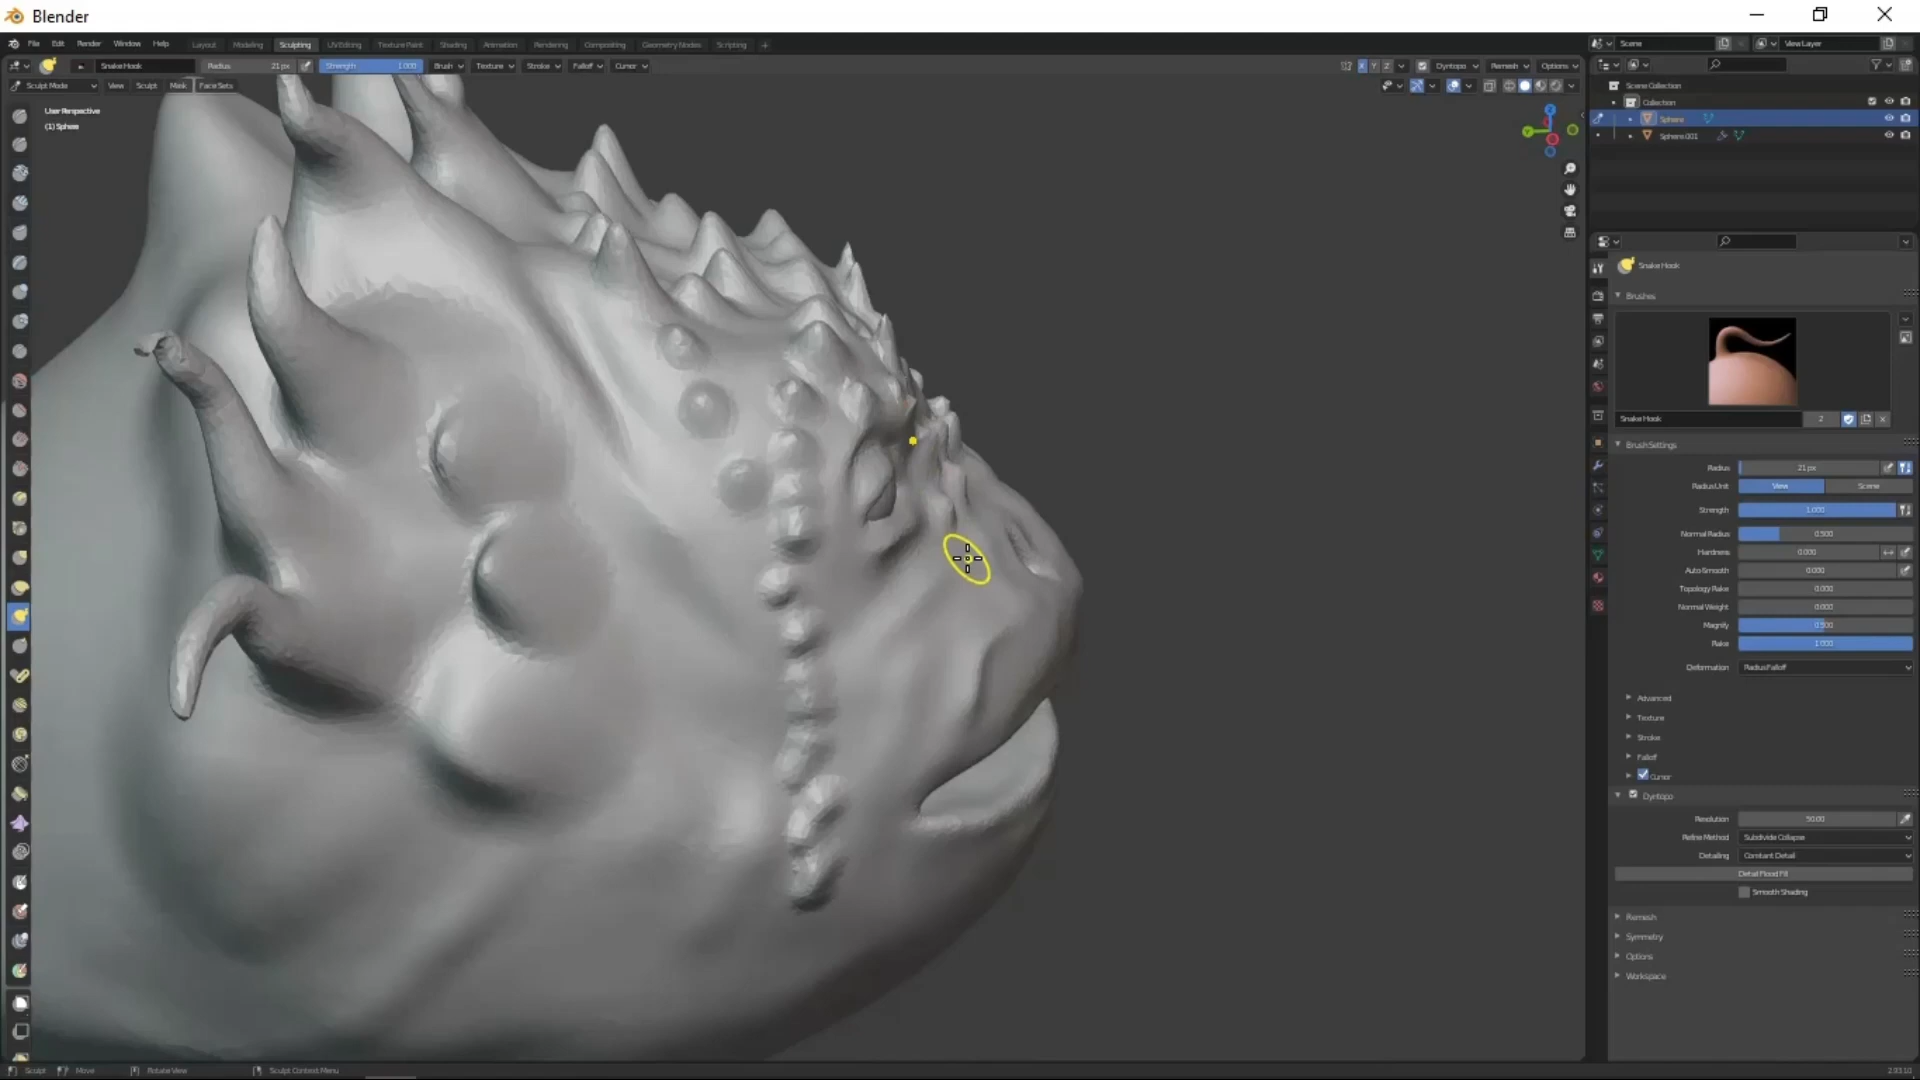 Blender
File Edit Render Window Help Layout Modeling Sculpting UV Editing Texture Paint Shading Animation Rendering Compositing Geometry Nodes Scripting + Scene View Layer
Snake Hook Radius 21 px Strength 1.000 Brush Texture Stroke Falloff Cursor X Y Z Dyntopo Remesh Options
Sculpt Mode View Sculpt Mask Face Sets
User Perspective
(1) Sphere
Scene Collection
Collection
Sphere
Sphere.001
Snake Hook
Brushes
Snake Hook 2
Brush Settings
Radius 21 px
Radius Unit View Scene
Strength 1.000
Normal Radius 0.500
Hardness 0.000
Auto-Smooth 0.000
Topology Rake 0.000
Normal Weight 0.000
Magnify 0.500
Rake 1.000
Deformation Radius Falloff
Advanced
Texture
Stroke
Falloff
Cursor
Dyntopo
Resolution 50.00
Refine Method Subdivide Collapse
Detailing Constant Detail
Detail Flood Fill
Smooth Shading
Remesh
Symmetry
Options
Workspace
Sculpt Move Rotate View Sculpt Context Menu 2.93.10